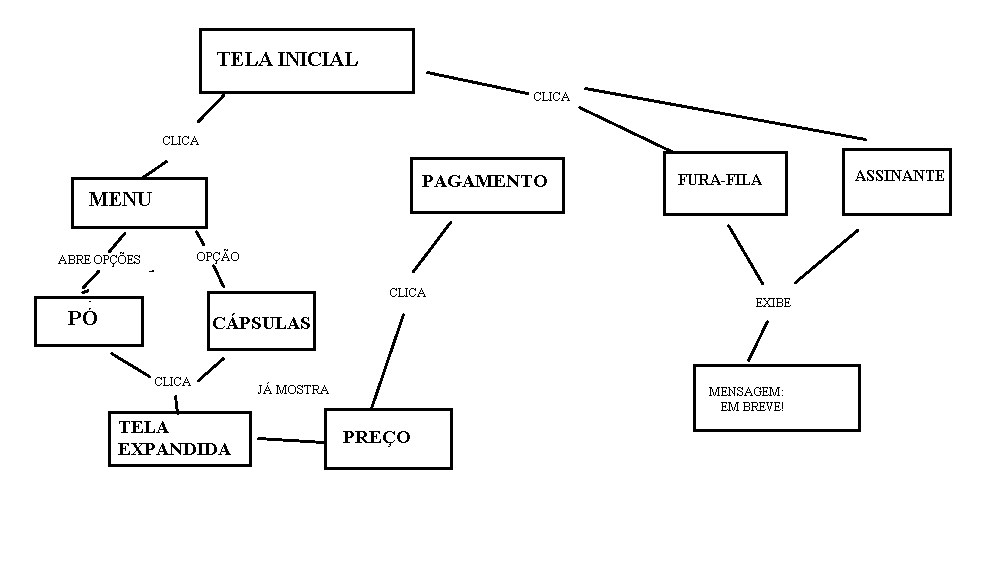 TELA INICIAL
CLICA
CLICA
MENU
PAGAMENTO
FURA-FILA
ASSINANTE
ABRE OPÇÕES
OPÇÃO
PÓ
CÁPSULAS
CLICA
EXIBE
CLICA
JÁ MOSTRA
TELA
EXPANDIDA
PREÇO
MENSAGEM:
EM BREVE!